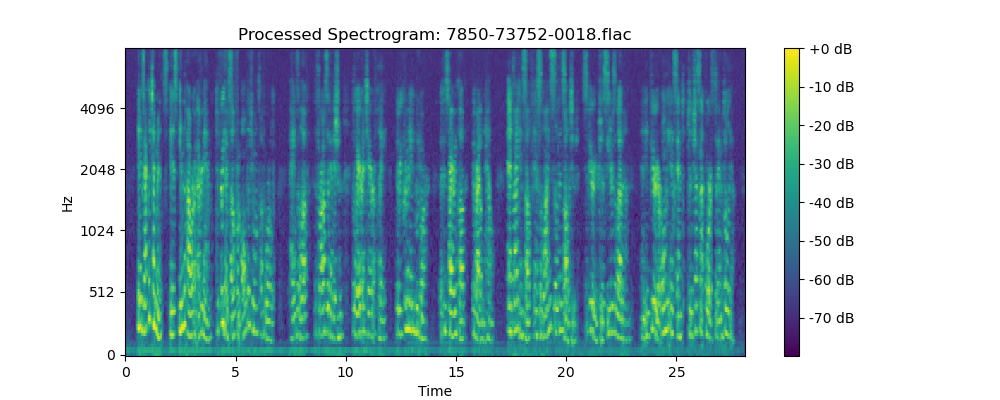 Processed Spectrogram: 7850-73752-0018.flac
+0 dB
-10 dB
-20 dB
-30 dB
-40 dB
-50 dB
-60 dB
-70 dB
4096
2048
1024
512
0
Hz
0 5 10 15 20 25
Time